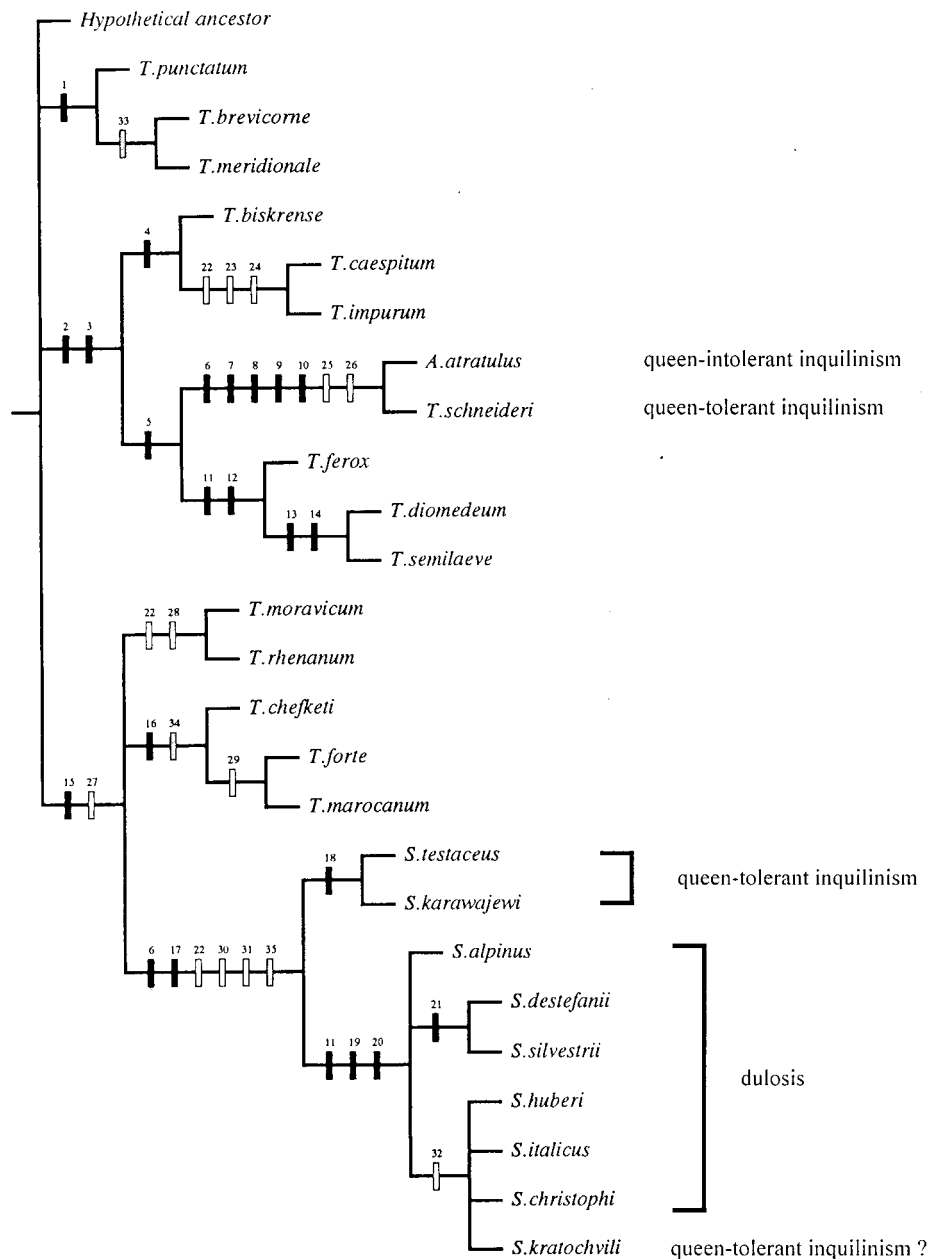 Hypothetical ancestor
T.punctatum
1
T.brevicorne
33
T.meridionale
T.biskrense
4
T.caespitum
22 23 24
T.impurum
2 3
A.atratulus queen-intolerant inquilinism
6 7 8 9 10 25 26
T.schneideri queen-tolerant inquilinism
5
T.ferox
11 12
T.diomedeum
13 14
T.semilaeve
T.moravicum
22 28
T.rhenanum
T.chefketi
16 34
T.forte
29
T.marocanum
15 27
S.testaceus
18
queen-tolerant inquilinism
S.karawajewi
S.alpinus
6 17 22 30 31 35
S.destefanii
21
S.silvestrii
11 19 20
dulosis
S.huberi
S.italicus
32
S.christophi
S.kratochvili queen-tolerant inquilinism ?